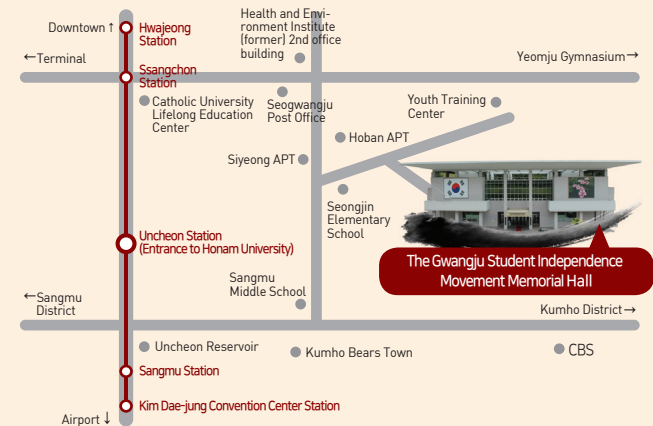 Downtown ↑
Hwajeong
Station
Health and Envi-
ronment Institute
(former) 2nd office
building
←Terminal
Yeomju Gymnasium→
Ssangchon
Station
Catholic University
Lifelong Education
Center
Seogwangju
Post Office
Youth Training
Center
Hoban APT
Siyeong APT
Seongjin
Elementary
School
Uncheon Station
(Entrance to Honam University)
The Gwangju Student Independence
Movement Memorial Hall
Sangmu
Middle School
←Sangmu
District
Kumho District→
Uncheon Reservoir
Kumho Bears Town
CBS
Sangmu Station
Kim Dae-jung Convention Center Station
Airport ↓